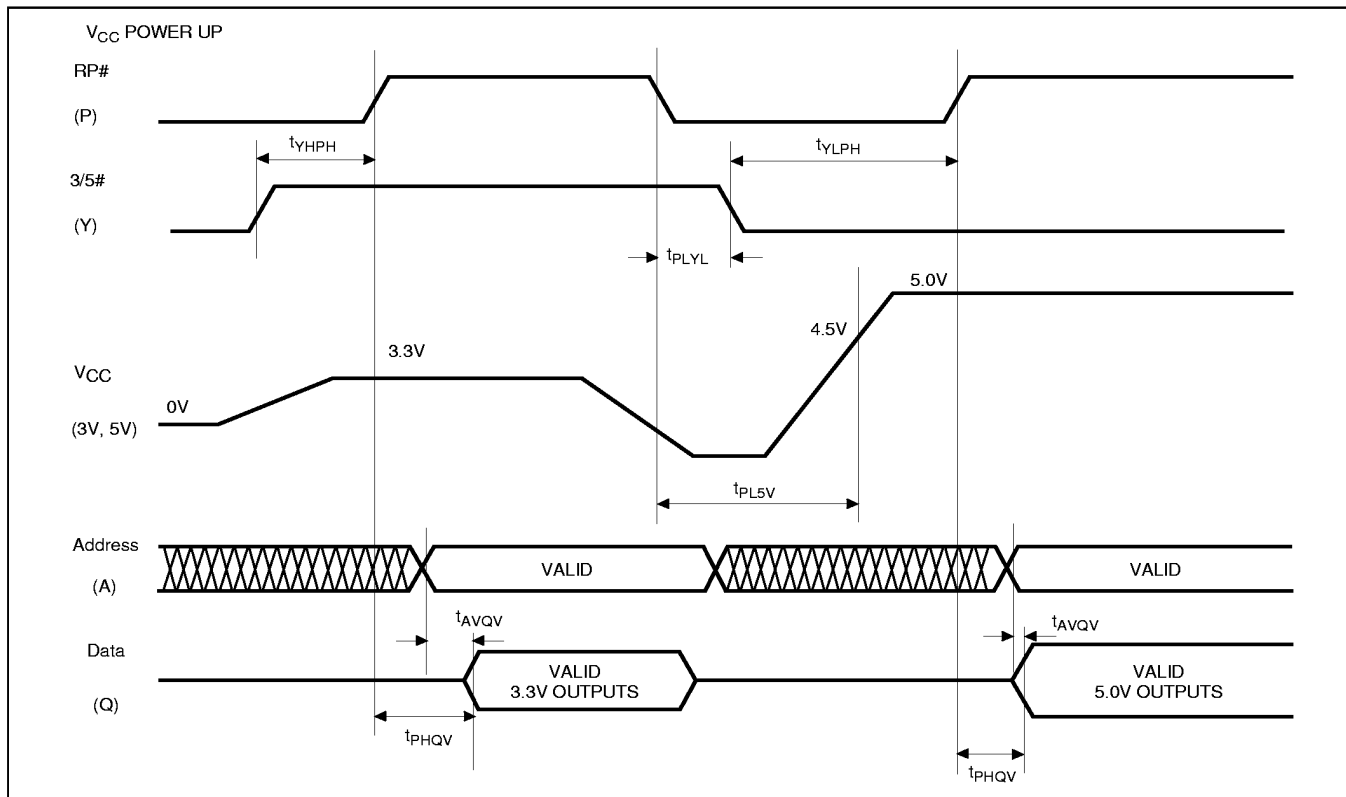 VCC POWER UP
RP#
(P)
tYHPH
tYLPH
3/5#
(Y)
tPLYL
5.0V
4.5V
3.3V
VCC
0V
(3V, 5V)
tPL5V
Address
(A)
VALID
VALID
tAVQV
tAVQV
Data
(Q)
VALID
3.3V OUTPUTS
VALID
5.0V OUTPUTS
tPHQV
tPHQV